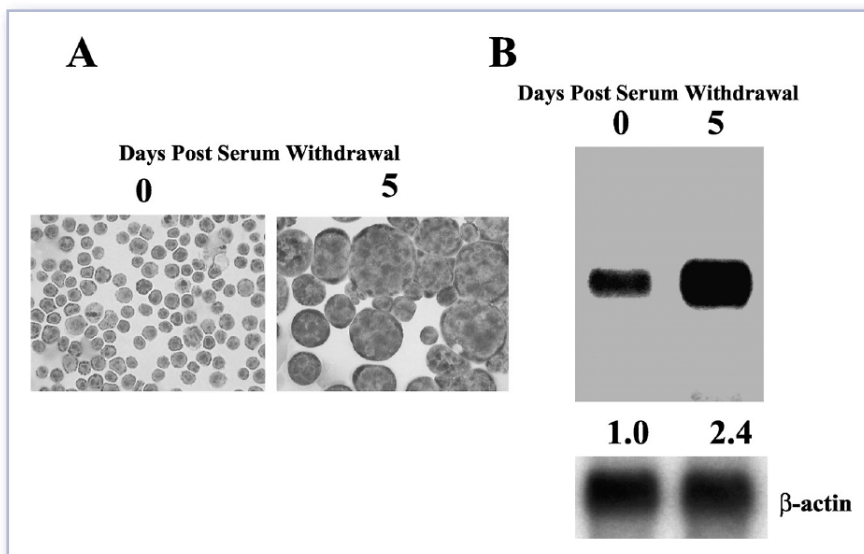 A
Days Post Serum Withdrawal
0 5
B
Days Post Serum Withdrawal
0 5
1.0 2.4
β-actin